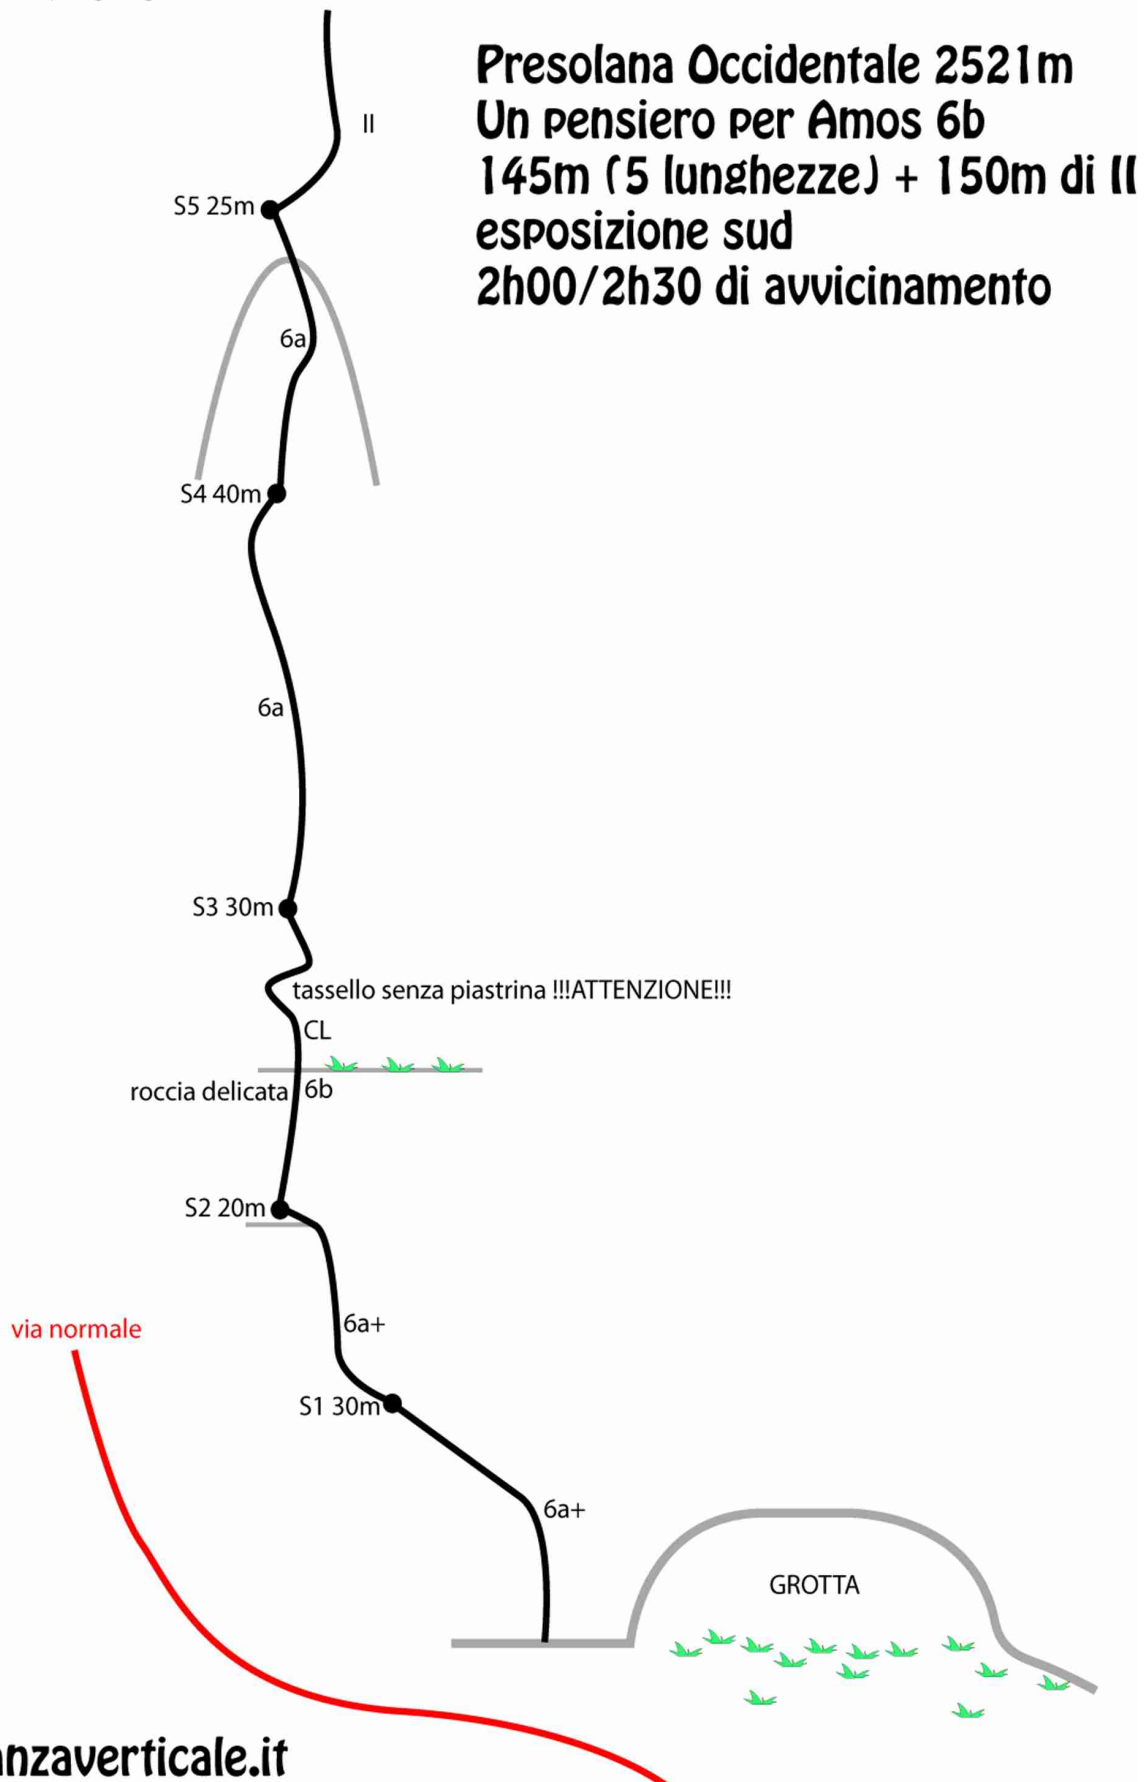 Presolana Occidentale 2521m
Un pensiero per Amos 6b
145m (5 lunghezze) + 150m di II
esposizione sud
2h00/2h30 di avvicinamento
II
S5 25m
6a
S4 40m
6a
S3 30m
tassello senza piastrina !!!ATTENZIONE!!!
CL
roccia delicata
6b
S2 20m
via normale
6a+
S1 30m
6a+
GROTTA
nzaverticale.it